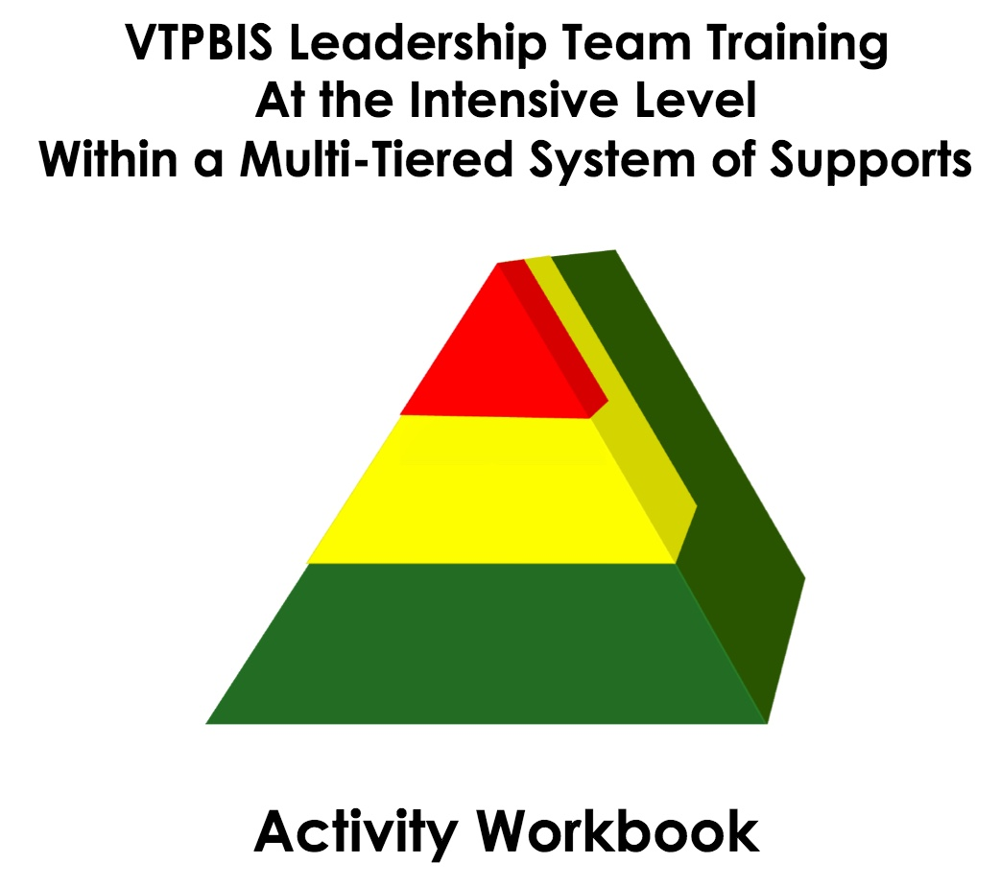 VTPBIS Leadership Team Training
At the Intensive Level
Within a Multi-Tiered System of Supports
Activity Workbook